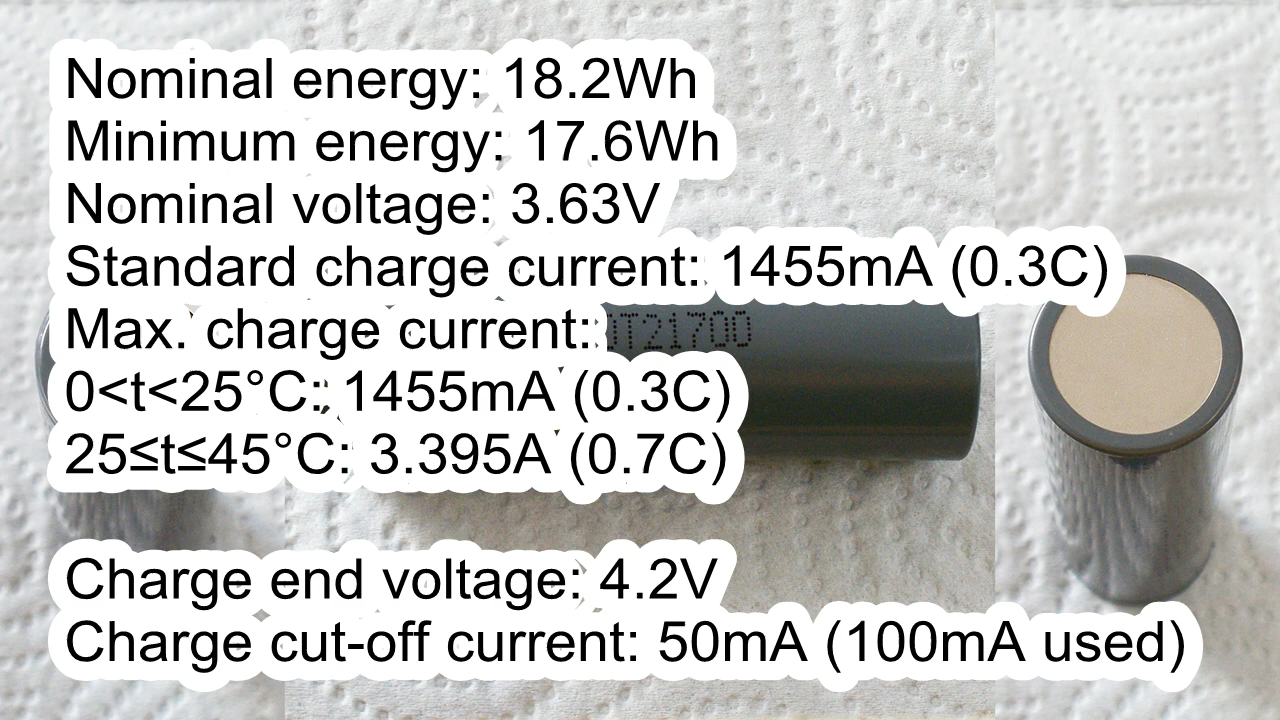 Nominal energy: 18.2Wh
Minimum energy: 17.6Wh
Nominal voltage: 3.63V
Standard charge current: 1455mA (0.3C)
Max. charge current:
T21700
0<t<25°C: 1455mA (0.3C)
25≤t≤45°C: 3.395A (0.7C)
Charge end voltage: 4.2V
Charge cut-off current: 50mA (100mA used)